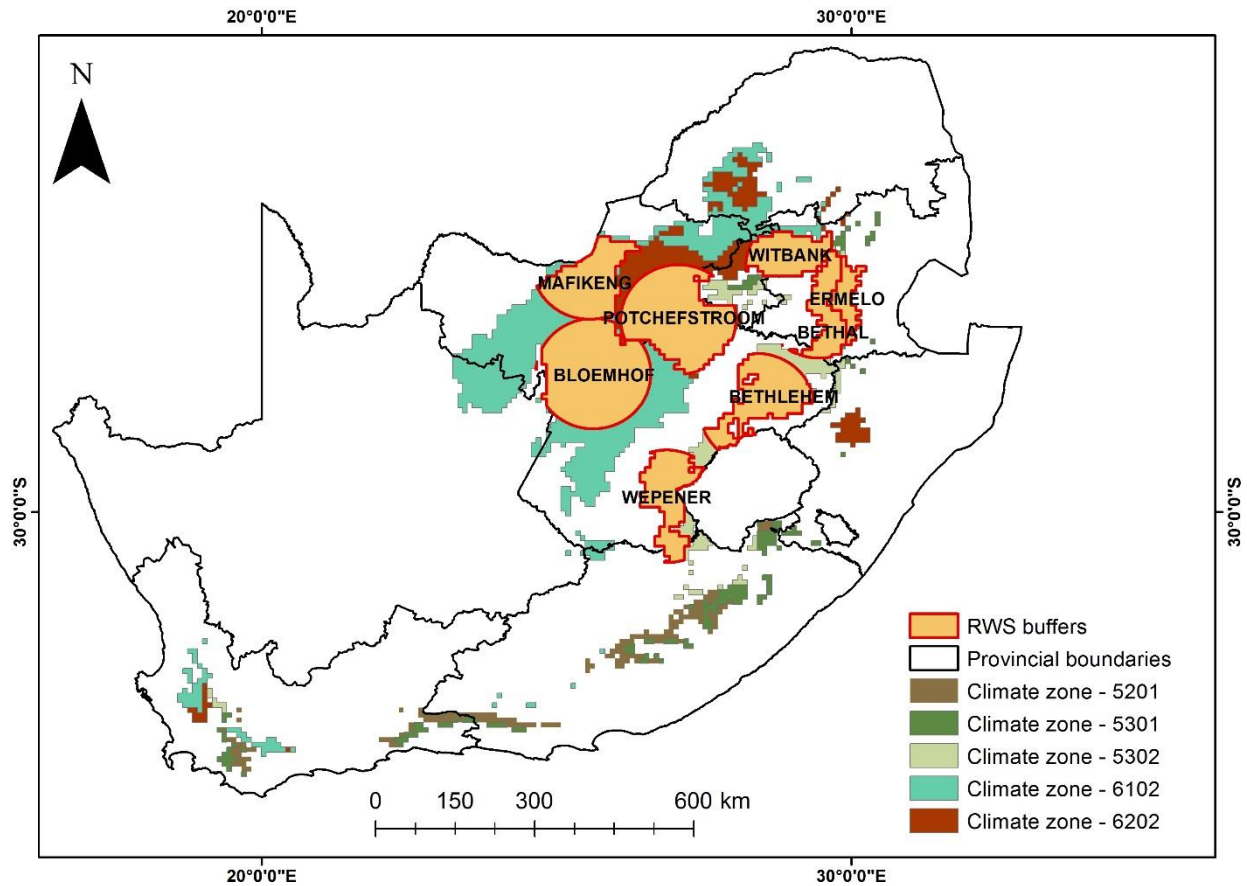 20°0'0"E
30°0'0"E
N
WITBANK
MAFIKENG
ERMELO
POTCHEFSTROOM
BETHAL
BLOEMHOF
BETHLEHEM
WEPENER
30°0'0"S
30°0'0"S
RWS buffers
Provincial boundaries
Climate zone - 5201
Climate zone - 5301
Climate zone - 5302
Climate zone - 6102
Climate zone - 6202
0 150 300 600 km
20°0'0"E
30°0'0"E